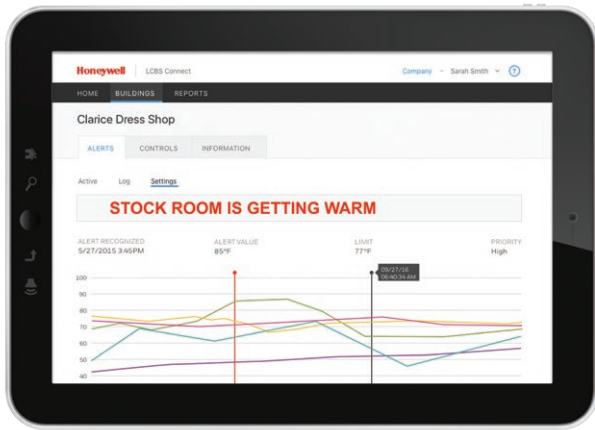 Honeywell LCBS Connect Company Sarah Smith ?
HOME BUILDINGS REPORTS
Clarice Dress Shop
ALERTS CONTROLS INFORMATION
Active Log Settings
STOCK ROOM IS GETTING WARM
ALERT RECOGNIZED ALERT VALUE LIMIT PRIORITY
5/27/2015 3:45PM 85°F 77°F High
09/27/16
06:40:34 AM
100
90
80
70
60
50
40